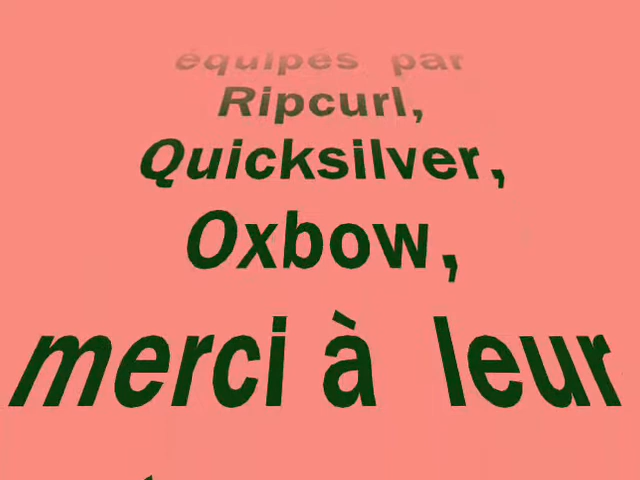 équipés par
Ripcurl,
Quicksilver,
Oxbow,
merci à leur